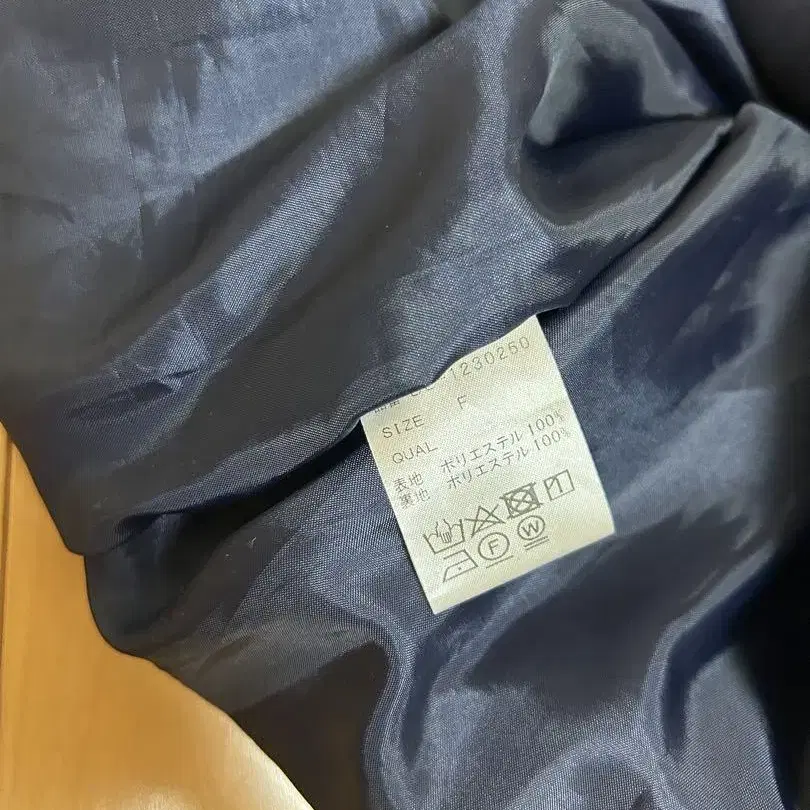 1230260
SIZE F
QUAL
表地 ポリエステル 100%
裏地 ポリエステル 100%
F W